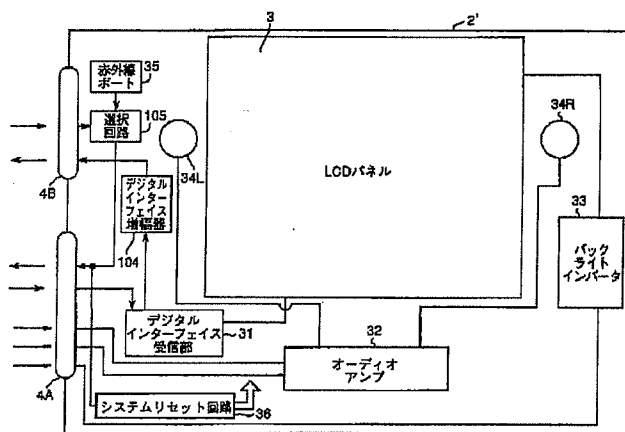 3
2'
赤外線
ポート
35
選択
回路
105
34L
34R
4B
LCDパネル
デジタル
インター
フェイス
増幅器
104
33
バック
ライト
インバータ
デジタル
インターフェイス
受信部
31
32
オーディオ
アンプ
4A
システムリセット回路
36